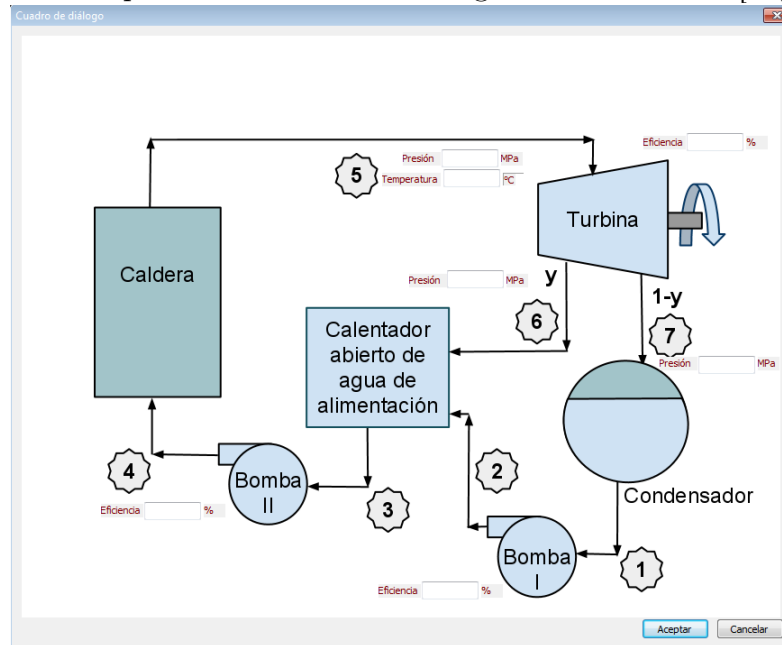 Cuadro de diálogo
Eficiencia %
Presión MPa
5
Temperatura ºC
Turbina
Caldera
Presión MPa
y
1-y
6
7
Calentador
abierto de
agua de
alimentación
Presión MPa
4
Bomba
II
2
Condensador
Eficiencia %
3
Bomba
I
1
Eficiencia %
Aceptar Cancelar